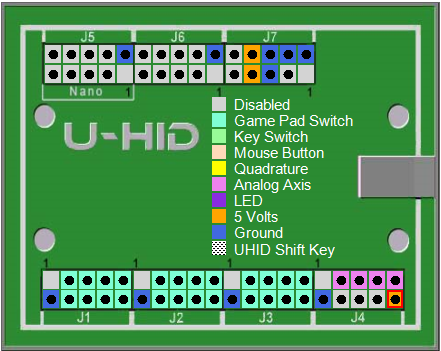 J5 J6 J7
Nano 1 1 1
U-HID
Disabled
Game Pad Switch
Key Switch
Mouse Button
Quadrature
Analog Axis
LED
5 Volts
Ground
UHID Shift Key
1 1 1 1
J1 J2 J3 J4